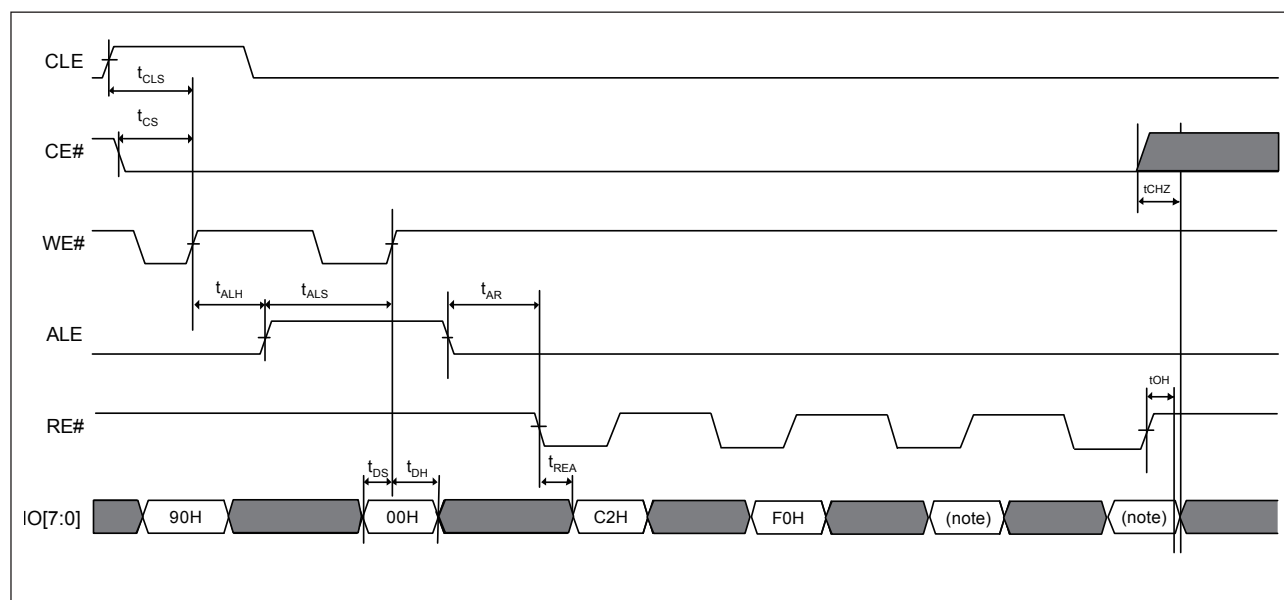 CLE
tCLS
tCS
CE#
tCHZ
WE#
tALH
tALS
tAR
ALE
tOH
RE#
tDS
tDH
tREA
IO[7:0]
90H
00H
C2H
F0H
(note)
(note)